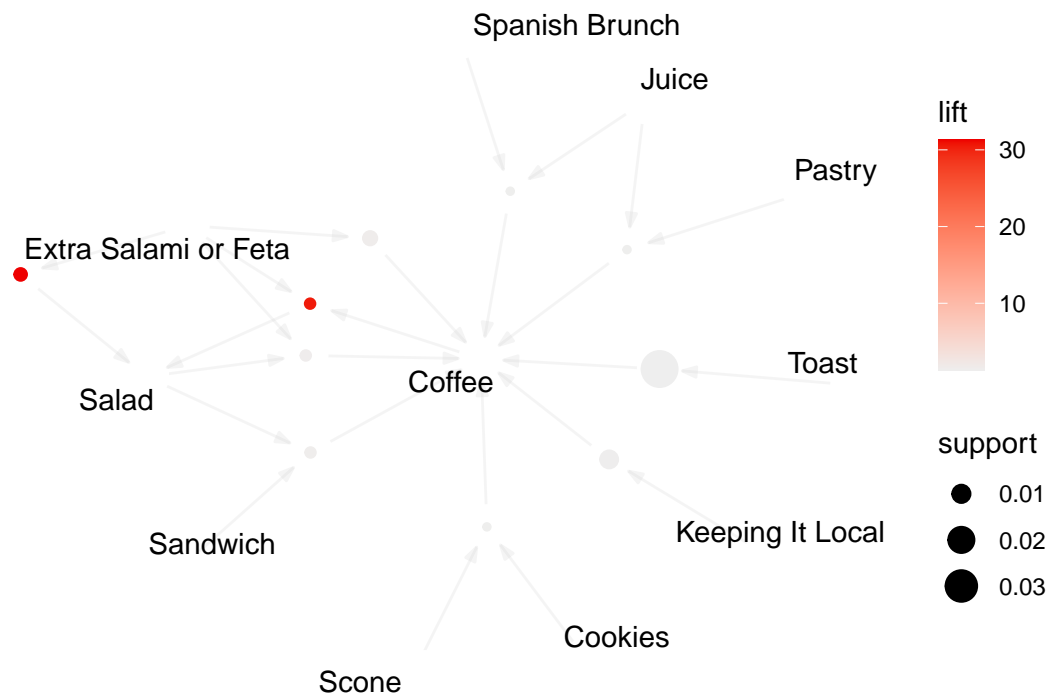 Spanish Brunch
Juice
Pastry
Extra Salami or Feta
Toast
Coffee
Salad
Keeping It Local
Sandwich
Cookies
Scone
lift
30
20
10
support
0.01
0.02
0.03